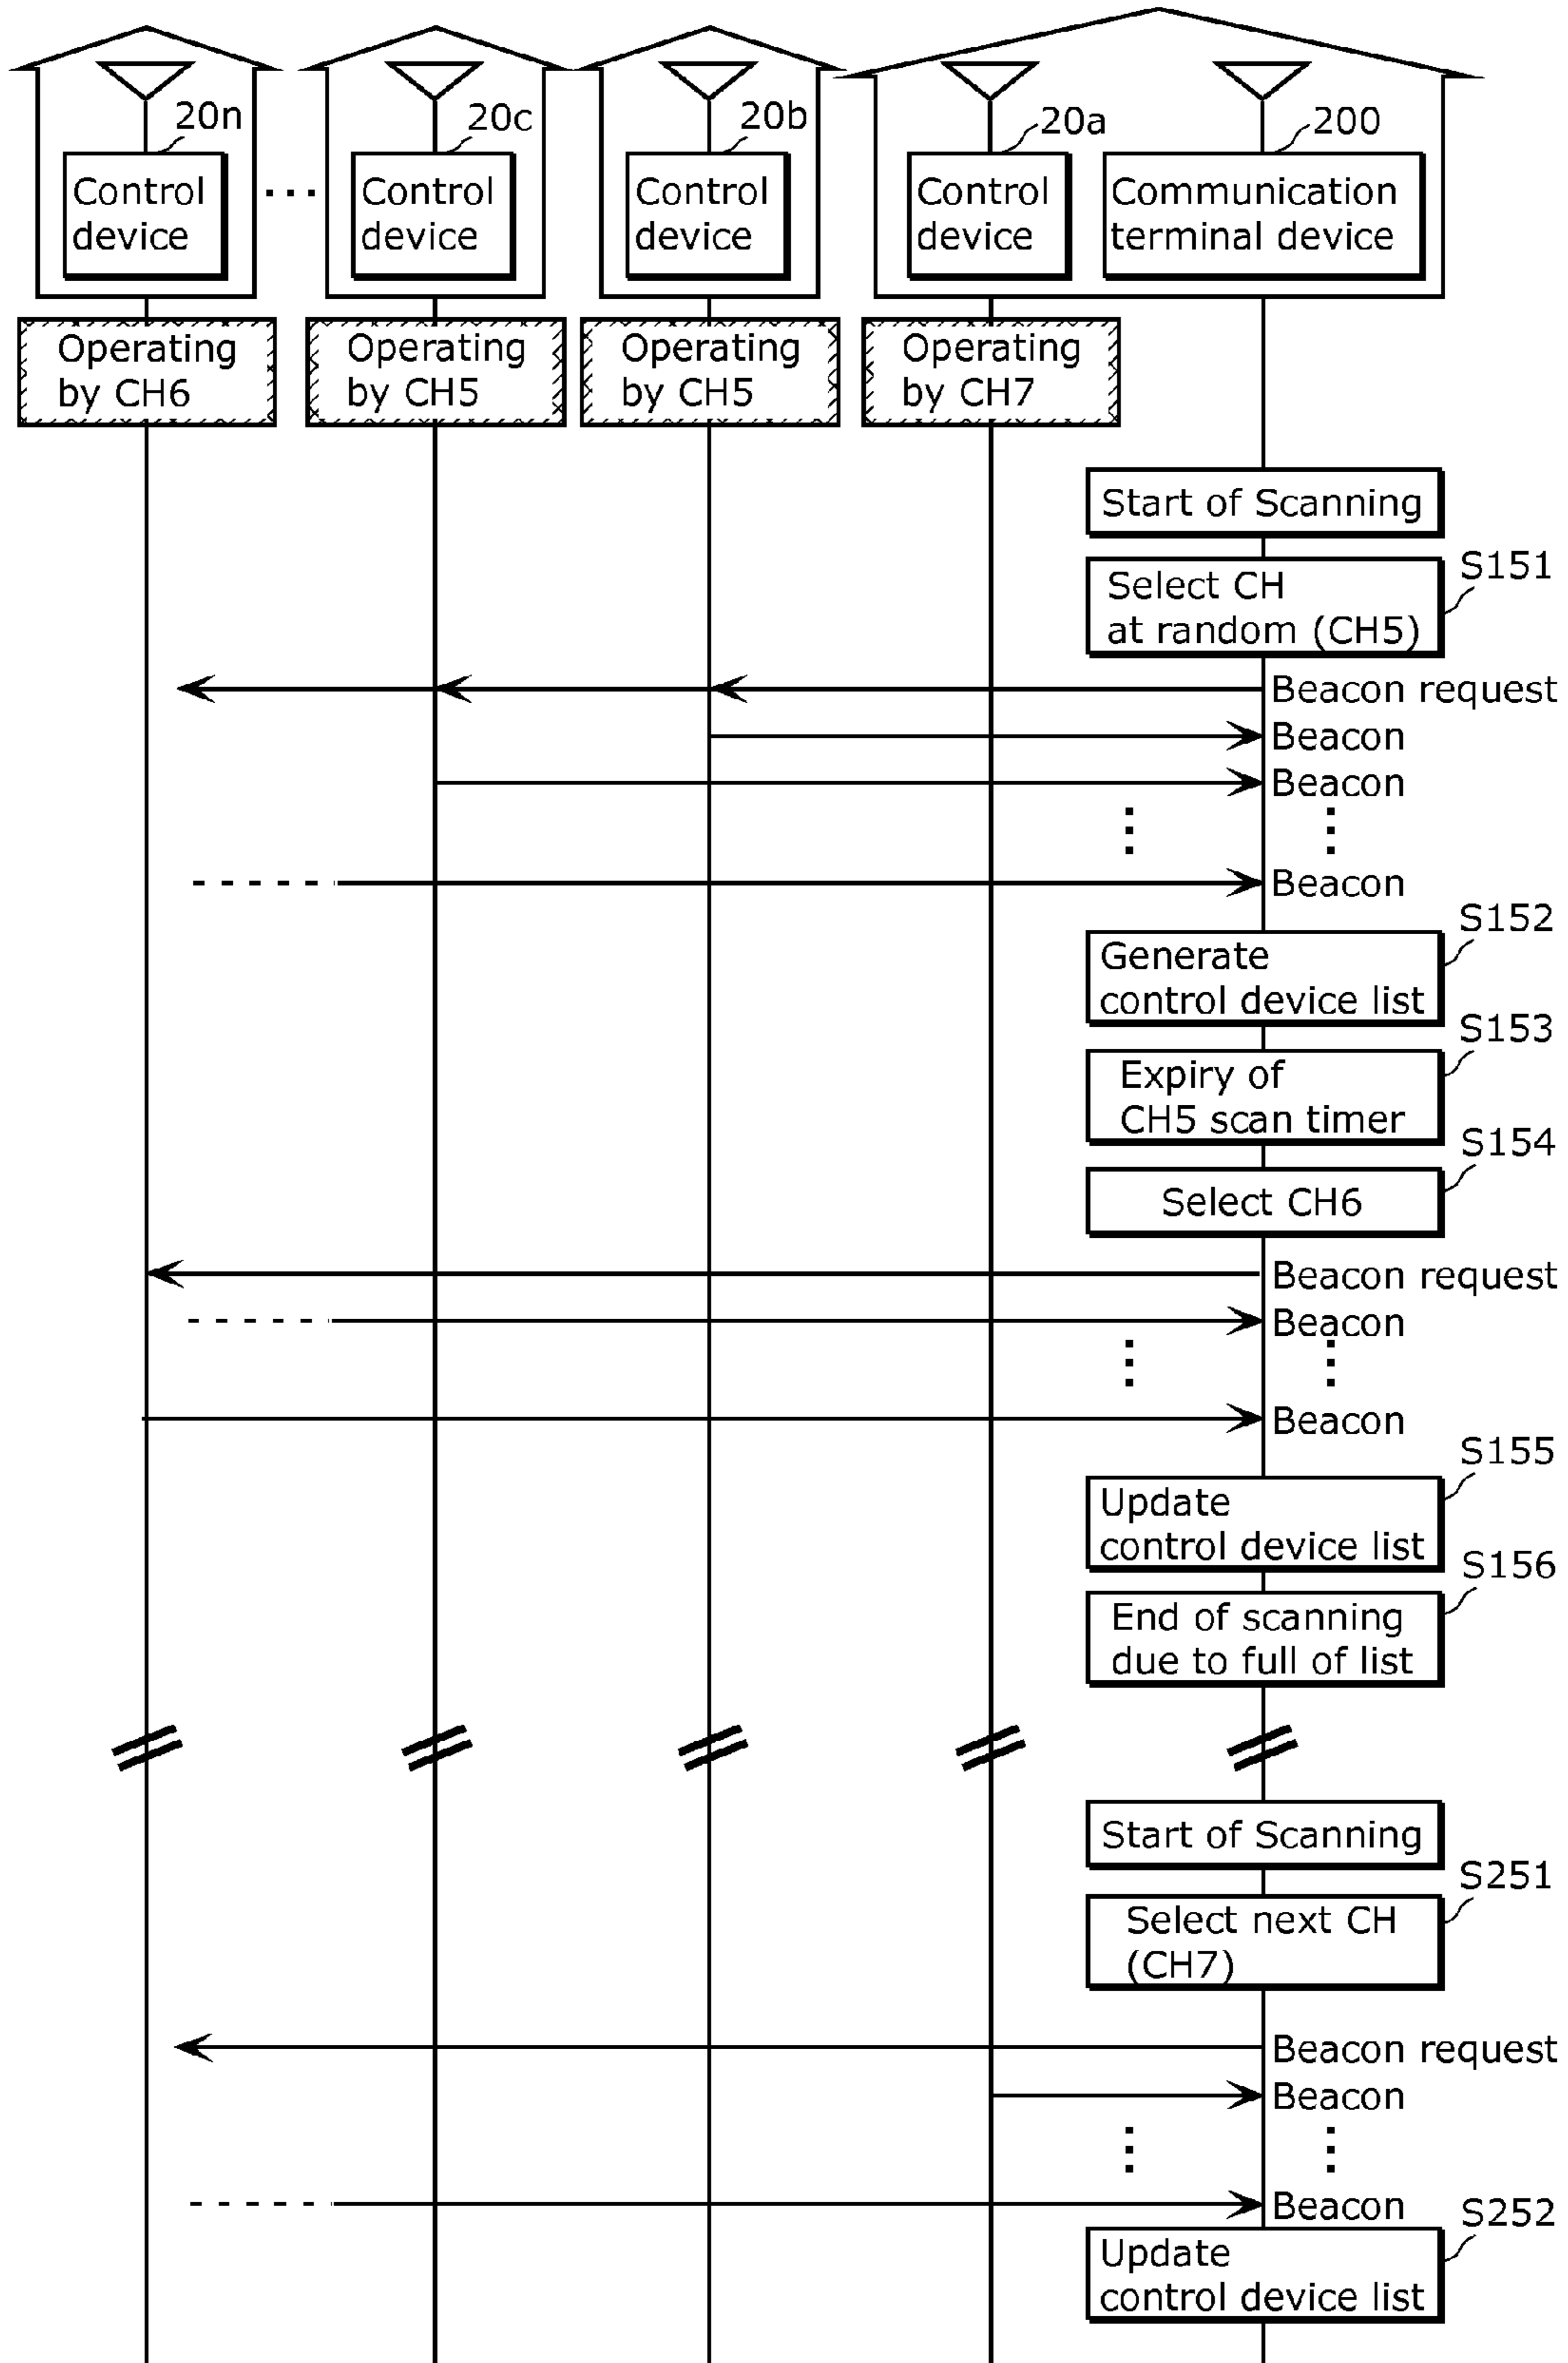 20n
20c
20b
20a
200
Control
device
...
Control
device
Control
device
Control
device
Communication
terminal device
Operating
by CH6
Operating
by CH5
Operating
by CH5
Operating
by CH7
Start of Scanning
S151
Select CH
at random (CH5)
Beacon request
Beacon
Beacon
Beacon
S152
Generate
control device list
S153
Expiry of
CH5 scan timer
S154
Select CH6
Beacon request
Beacon
Beacon
S155
Update
control device list
S156
End of scanning
due to full of list
Start of Scanning
S251
Select next CH
(CH7)
Beacon request
Beacon
Beacon
S252
Update
control device list